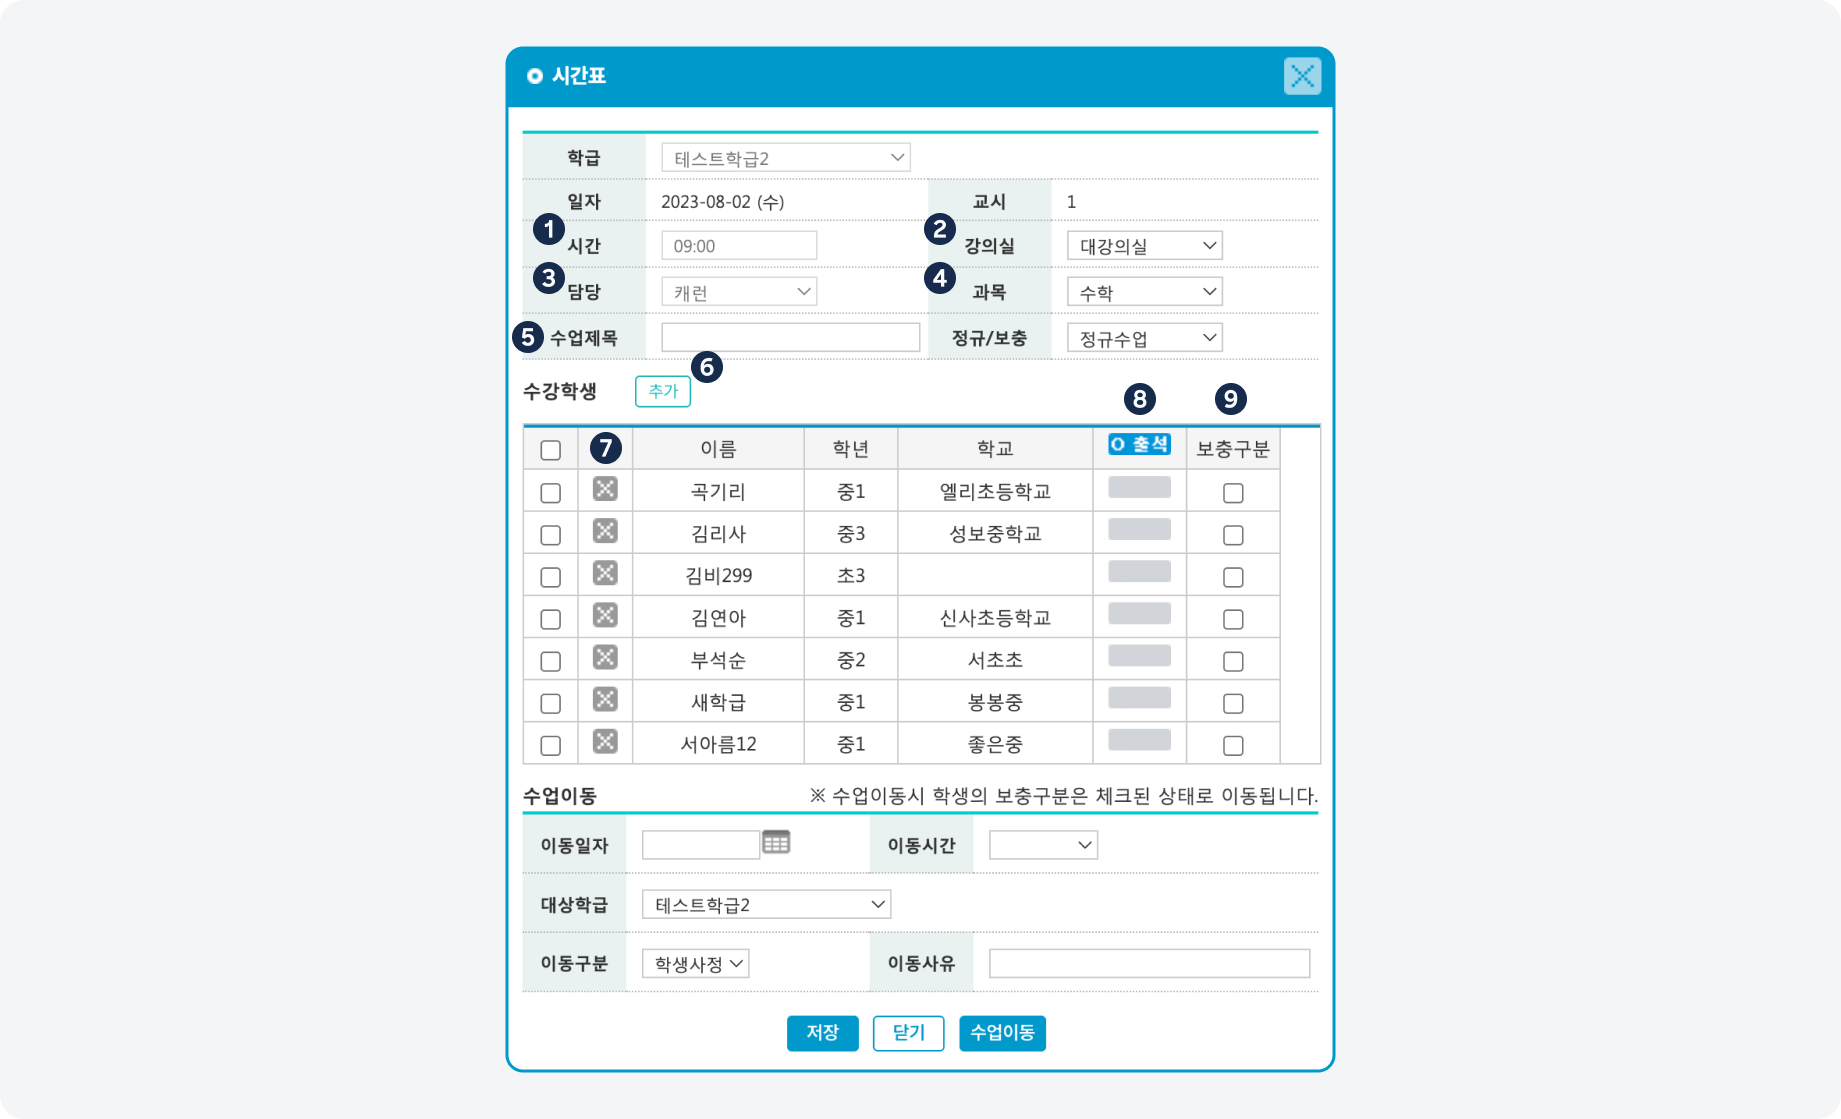 시간표
학급 테스트학급2
일자 2023-08-02 (수) 교시 1
1 시간 09:00 2 강의실 대강의실
3 담당 캐런 4 과목 수학
5 수업제목 정규/보충 정규수업
수강학생 추가 6 8 9
7 이름 학년 학교 O 출석 보충구분
곡기리 중1 엘리초등학교
김리사 중3 성보중학교
김비299 초3
김연아 중1 신사초등학교
부석순 중2 서초초
새학급 중1 봉봉중
서아름12 중1 좋은중
수업이동 ※ 수업이동시 학생의 보충구분은 체크된 상태로 이동됩니다.
이동일자 이동시간
대상학급 테스트학급2
이동구분 학생사정 이동사유
저장 닫기 수업이동